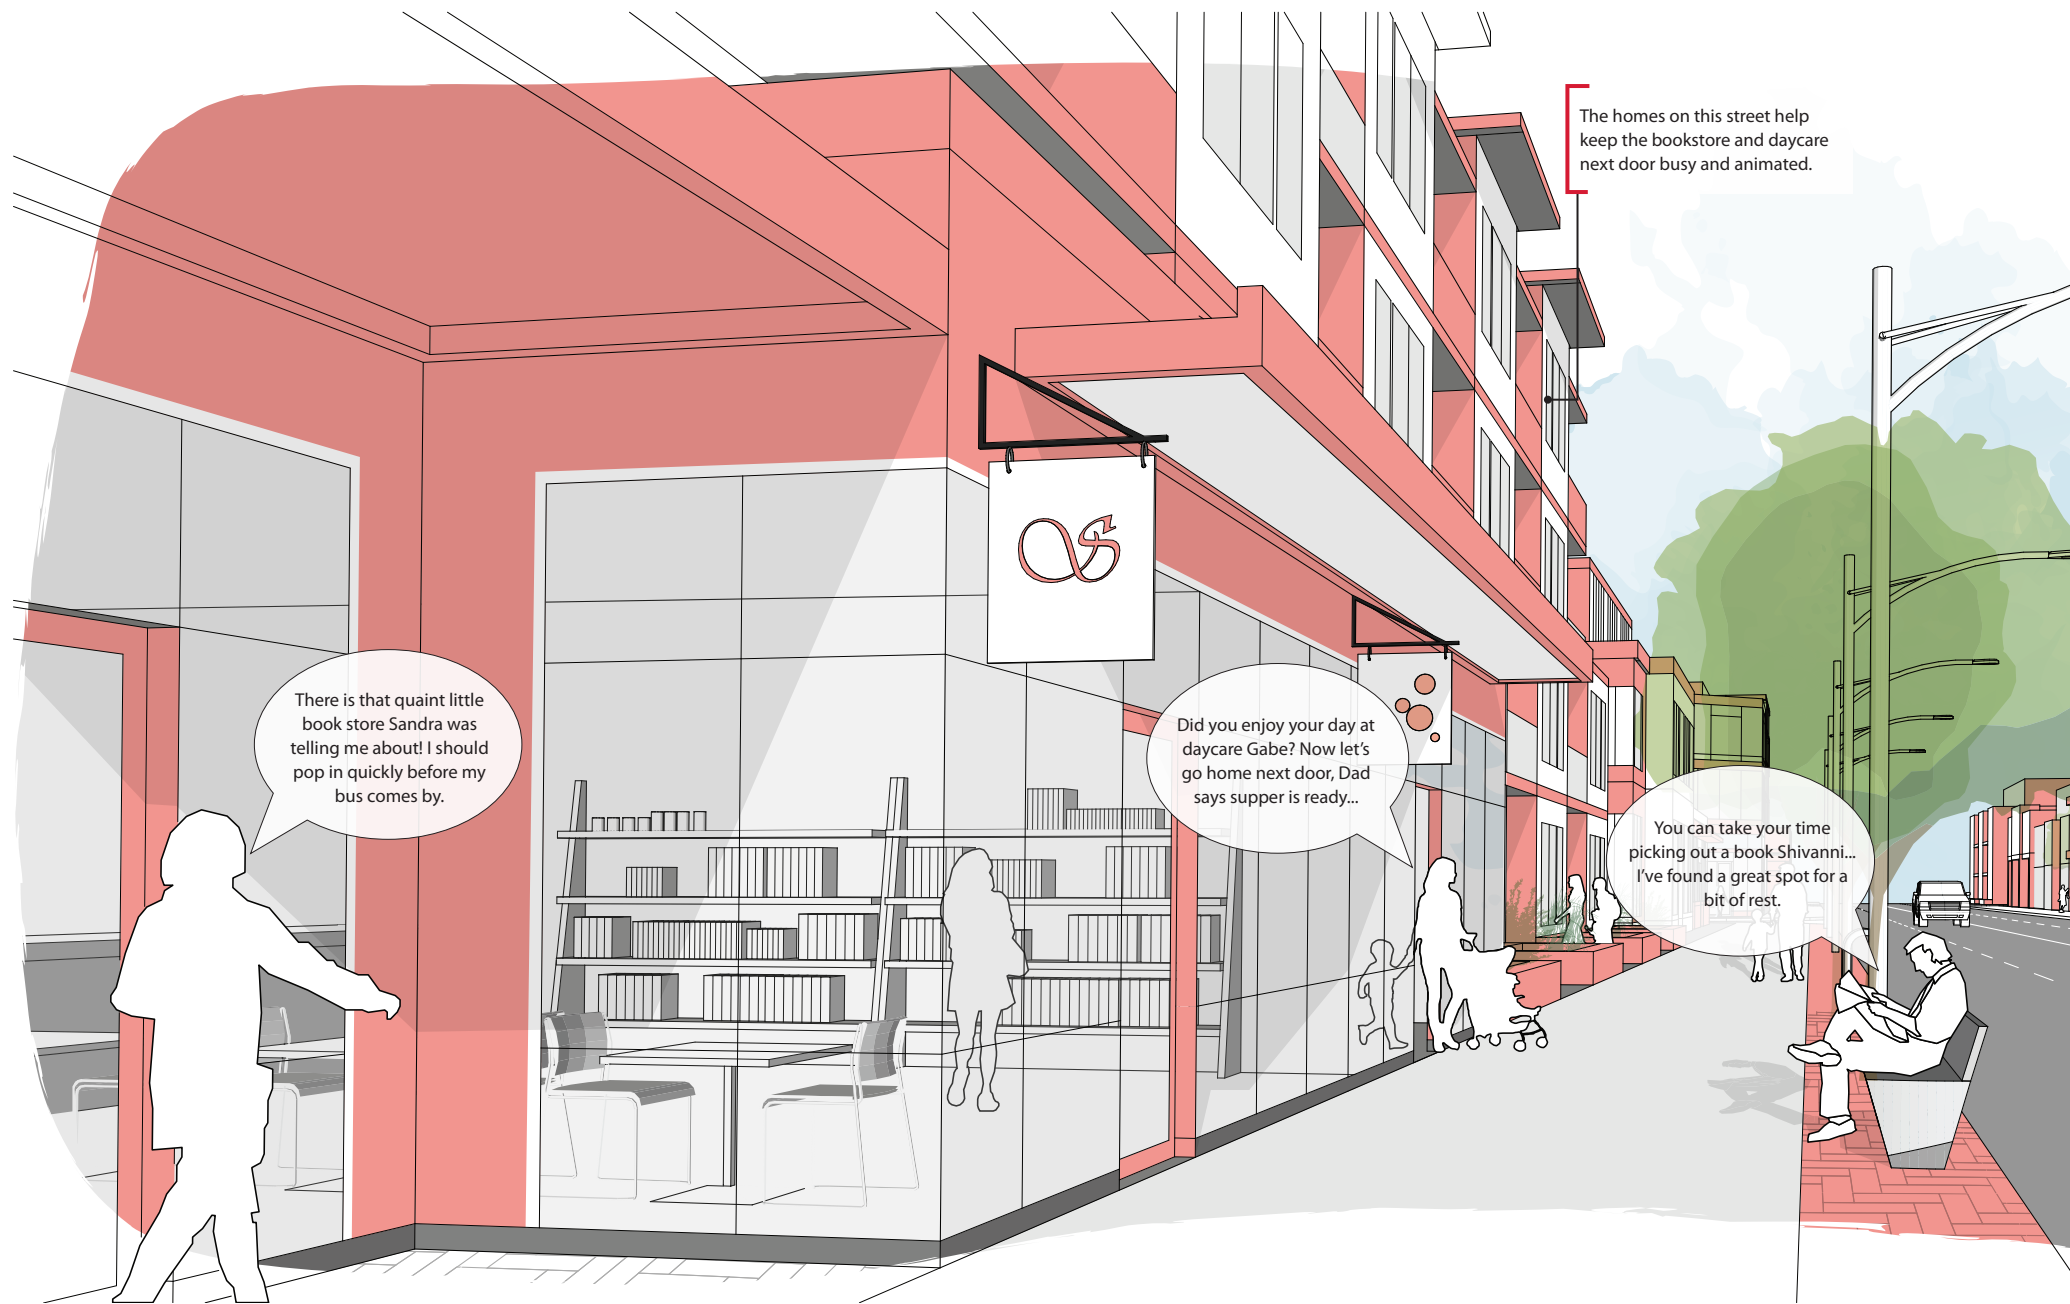 The homes on this street help
keep the bookstore and daycare
next door busy and animated.
S
There is that quaint little
book store Sandra was
telling me about! I should
pop in quickly before my
bus comes by.
Did you enjoy your day at
daycare Gabe? Now let's
go home next door, Dad
says supper is ready...
You can take your time
picking out a book Shivanni...
I've found a great spot for a
bit of rest.